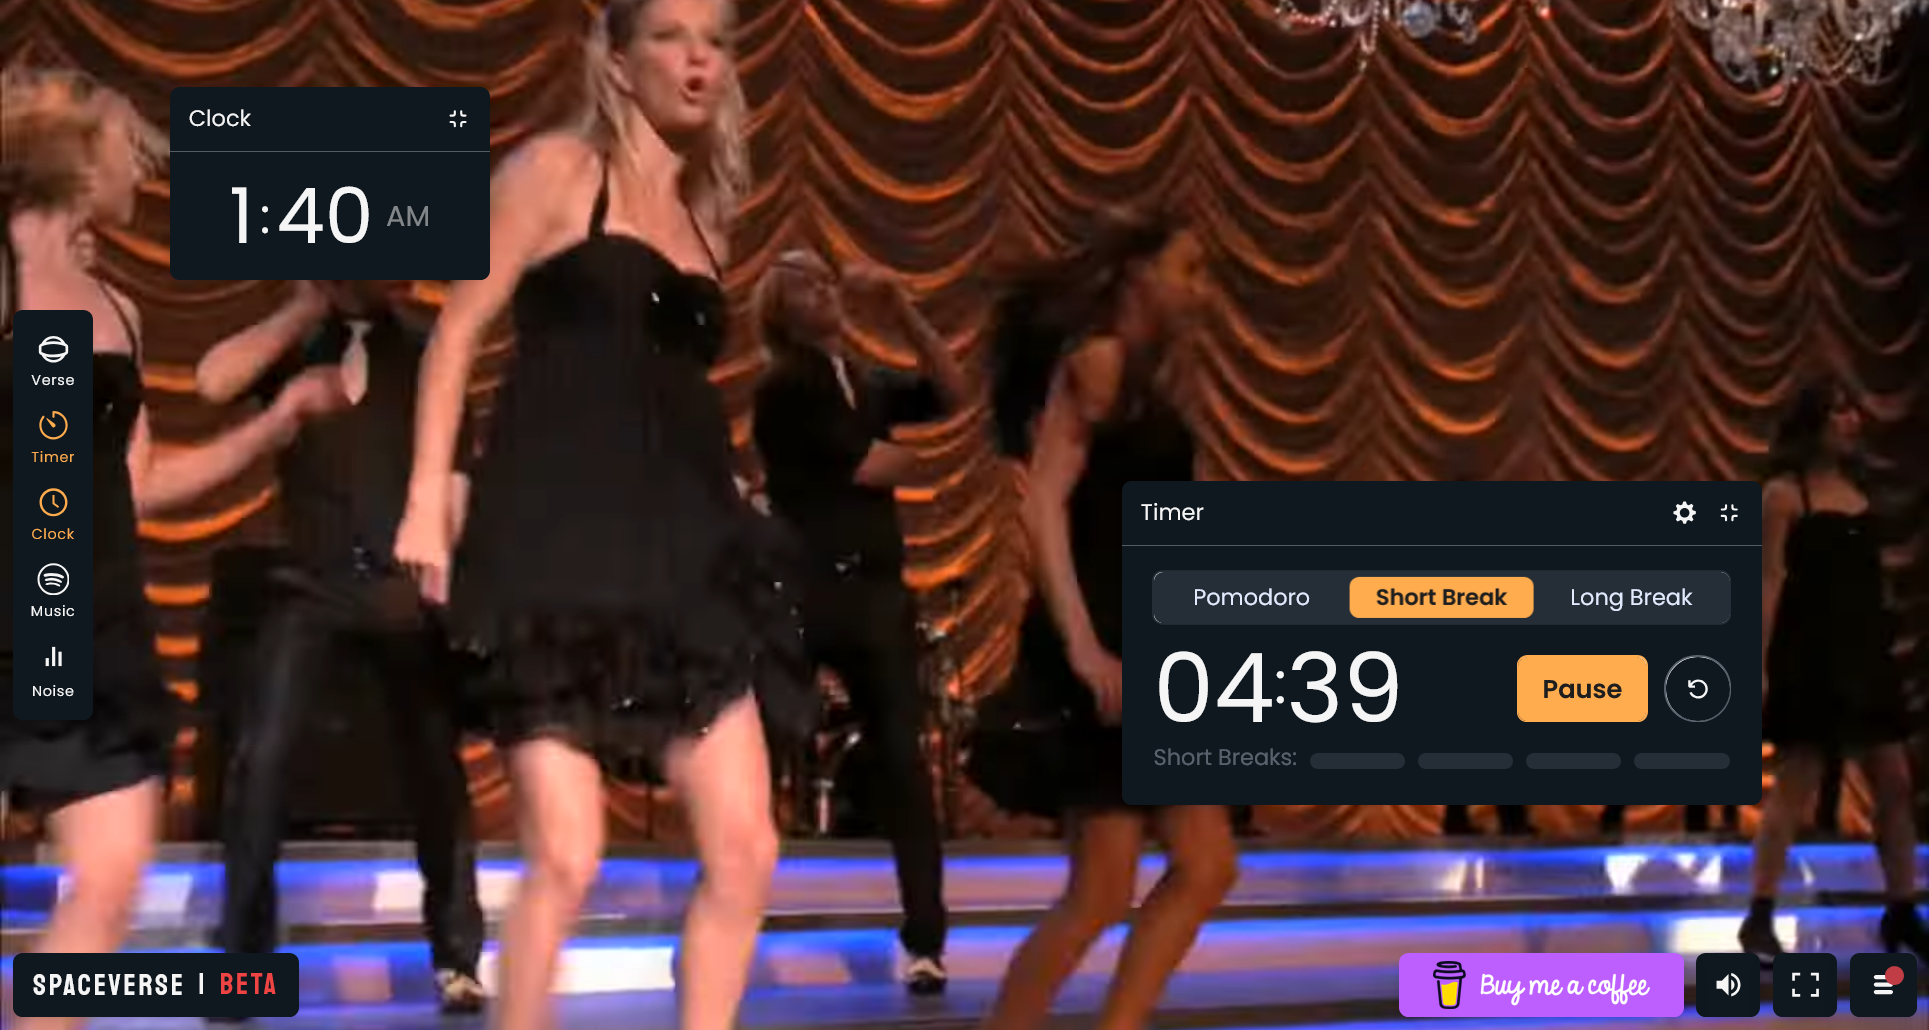 Clock
1:40 AM
Verse
Timer
Clock
Music
Noise
Timer
Pomodoro Short Break Long Break
04:39 Pause
Short Breaks:
SPACEVERSE | BETA
Buy me a coffee